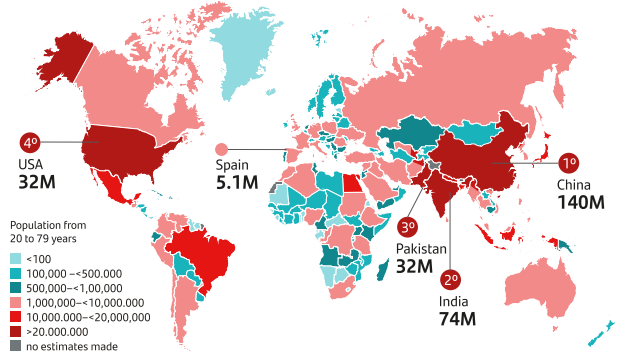 4º
USA
32M
Spain
5.1M
1º
China
140M
3º
Pakistan
32M
2º
India
74M
Population from
20 to 79 years
<100
100,000 –<500.000
500,000–<1,00,000
1,000,000–<10,000.000
10,000.000–<20,000,000
>20.000.000
no estimates made